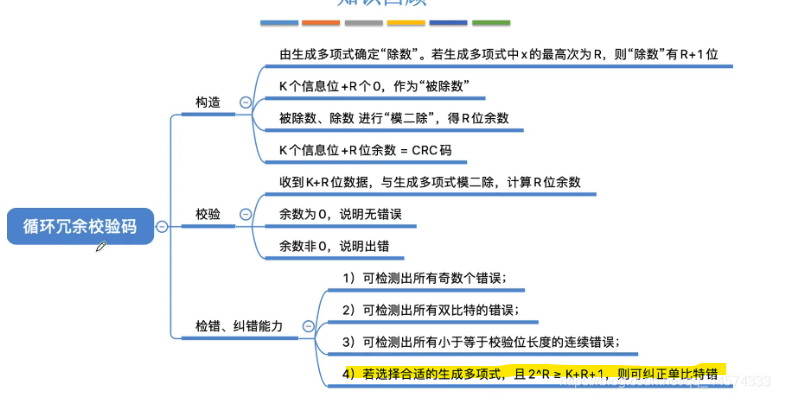 知识回顾
循环冗余校验码
构造
由生成多项式确定“除数”。若生成多项式中x的最高次为R，则“除数”有R+1位
K个信息位+R个0，作为“被除数”
被除数、除数 进行“模二除”，得R位余数
K个信息位+R位余数 = CRC码
校验
收到K+R位数据，与生成多项式模二除，计算R位余数
余数为0，说明无错误
余数非0，说明出错
检错、纠错能力
1）可检测出所有奇数个错误；
2）可检测出所有双比特的错误；
3）可检测出所有小于等于校验位长度的连续错误；
4）若选择合适的生成多项式，且2^R ≥ K+R+1，则可纠正单比特错